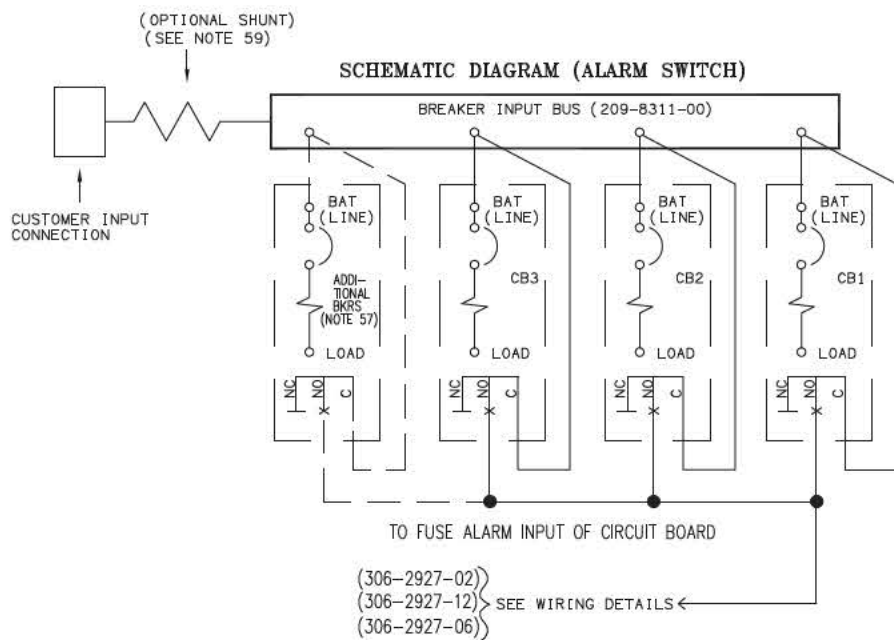 (OPTIONAL SHUNT)
(SEE NOTE 59)
SCHEMATIC DIAGRAM (ALARM SWITCH)
BREAKER INPUT BUS (209-8311-00)
CUSTOMER INPUT
CONNECTION
BAT
(LINE)
ADDI-
TIONAL
BKRS
(NOTE 57)
LOAD
NC
NO
C
BAT
(LINE)
CB3
LOAD
NC
NO
C
BAT
(LINE)
CB2
LOAD
NC
NO
C
BAT
(LINE)
CB1
LOAD
NC
NO
C
TO FUSE ALARM INPUT OF CIRCUIT BOARD
(306-2927-02)
(306-2927-12)
(306-2927-06)
SEE WIRING DETAILS